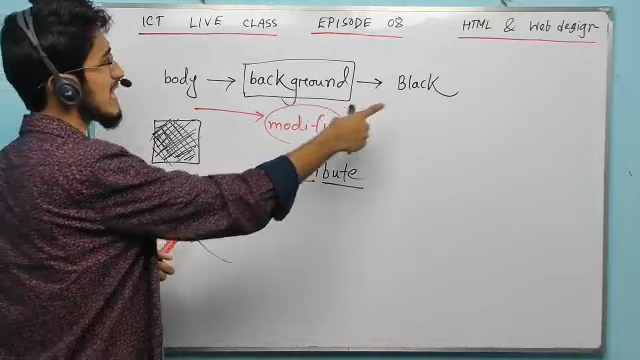 ICT LIVE CLASS EPISODE 08 HTML & Web design
body → background → Black